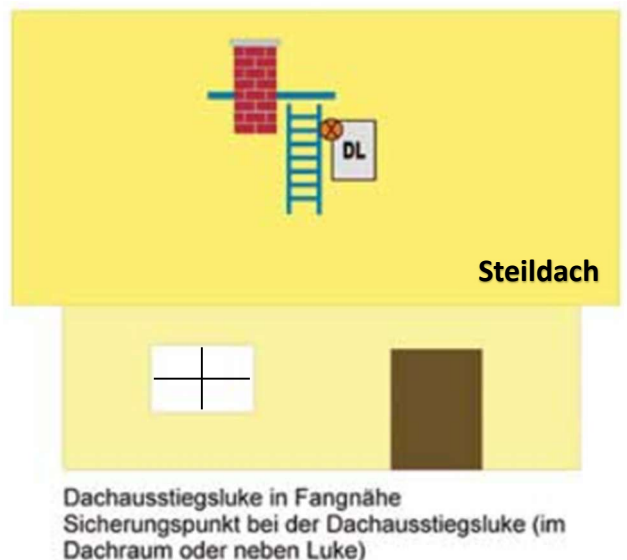 DL
Steildach
Dachausstiegsluke in Fangnähe
Sicherungspunkt bei der Dachausstiegsluke (im
Dachraum oder neben Luke)